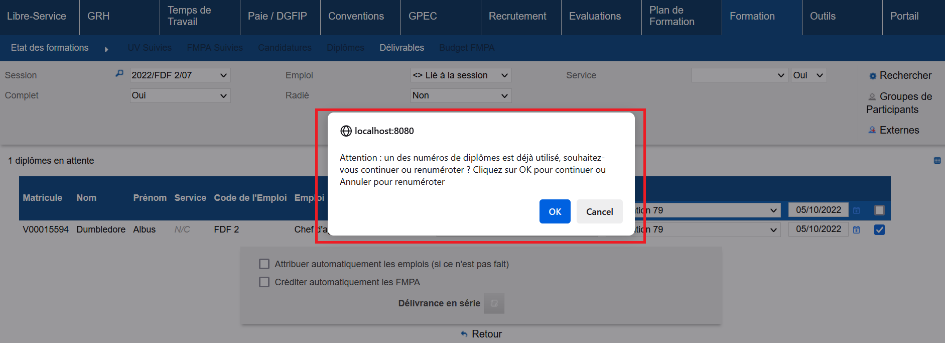 Libre-Service GRH Temps de Travail Paie / DGFIP Conventions GPEC Recrutement Evaluations Plan de Formation Formation Outils Portail
Etat des formations UV Suivies FMPA Suivies Candidatures Diplômes Délivrables Budget FMPA
Session 2022/FDF 2/07 Emploi <> Lié à la session Service Oui Rechercher
Complet Oui Radié Non Groupes de Participants
Externes
localhost:8080
Attention : un des numéros de diplômes est déjà utilisé, souhaitez
vous continuer ou renuméroter ? Cliquez sur OK pour continuer ou
Annuler pour renuméroter
OK Cancel
1 diplômes en attente
Matricule Nom Prénom Service Code de l'Emploi Emploi
79 05/10/2022
V00015594 Dumbledore Albus N/C FDF 2 79 05/10/2022
Attribuer automatiquement les emplois (si ce n'est pas fait)
Créditer automatiquement les FMPA
Délivrance en série
Retour